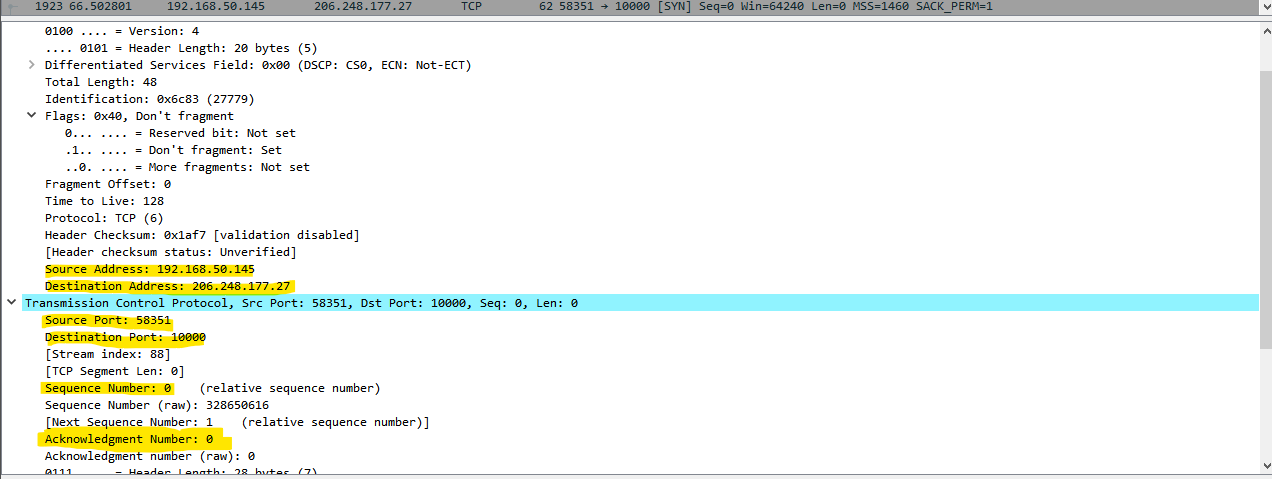 1923 66.502801 192.168.50.145 206.248.177.27 TCP 62 58351 → 10000 [SYN] Seq=0 Win=64240 Len=0 MSS=1460 SACK_PERM=1
0100 .... = Version: 4
.... 0101 = Header Length: 20 bytes (5)
Differentiated Services Field: 0x00 (DSCP: CS0, ECN: Not-ECT)
Total Length: 48
Identification: 0x6c83 (27779)
Flags: 0x40, Don't fragment
0... .... = Reserved bit: Not set
.1.. .... = Don't fragment: Set
..0. .... = More fragments: Not set
Fragment Offset: 0
Time to Live: 128
Protocol: TCP (6)
Header Checksum: 0x1af7 [validation disabled]
[Header checksum status: Unverified]
Source Address: 192.168.50.145
Destination Address: 206.248.177.27
Transmission Control Protocol, Src Port: 58351, Dst Port: 10000, Seq: 0, Len: 0
Source Port: 58351
Destination Port: 10000
[Stream index: 88]
[TCP Segment Len: 0]
Sequence Number: 0 (relative sequence number)
Sequence Number (raw): 328650616
[Next Sequence Number: 1 (relative sequence number)]
Acknowledgment Number: 0
Acknowledgment number (raw): 0
0111 .... = Header Length: 28 bytes (7)